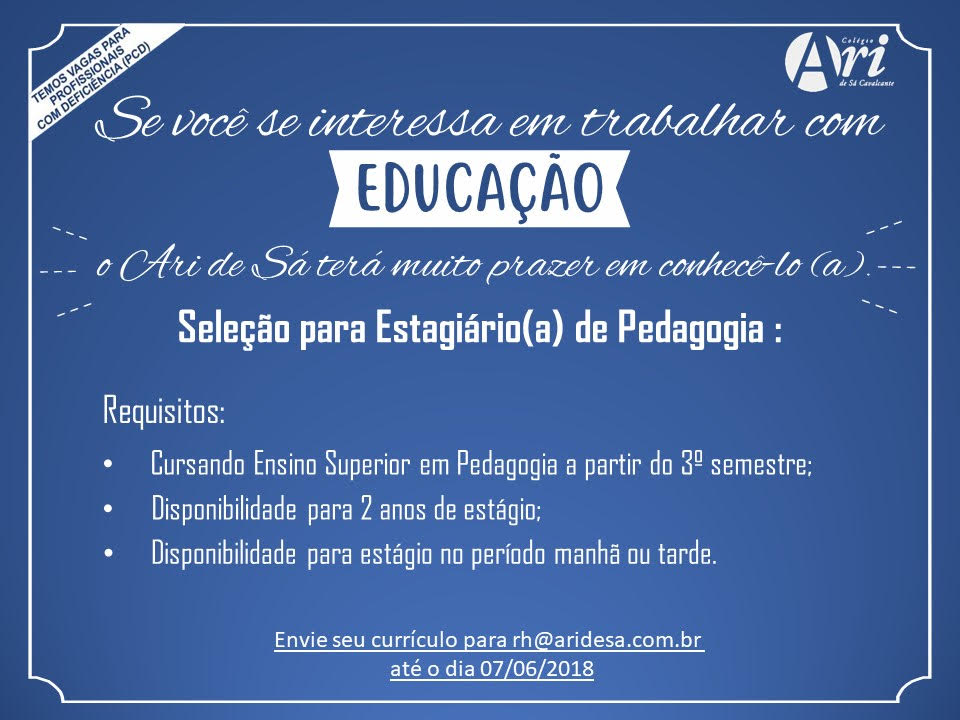 TEMOS VAGAS PARA
PROFISSIONAIS
COM DEFICIÊNCIA (PCD)
Colégio
Ari
de Sá Cavalcante
Se você se interessa em trabalhar com
EDUCAÇÃO
o Ari de Sá terá muito prazer em conhecê-lo (a).
Seleção para Estagiário(a) de Pedagogia :
Requisitos:
• Cursando Ensino Superior em Pedagogia a partir do 3º semestre;
• Disponibilidade para 2 anos de estágio;
• Disponibilidade para estágio no período manhã ou tarde.
Envie seu currículo para rh@aridesa.com.br
até o dia 07/06/2018